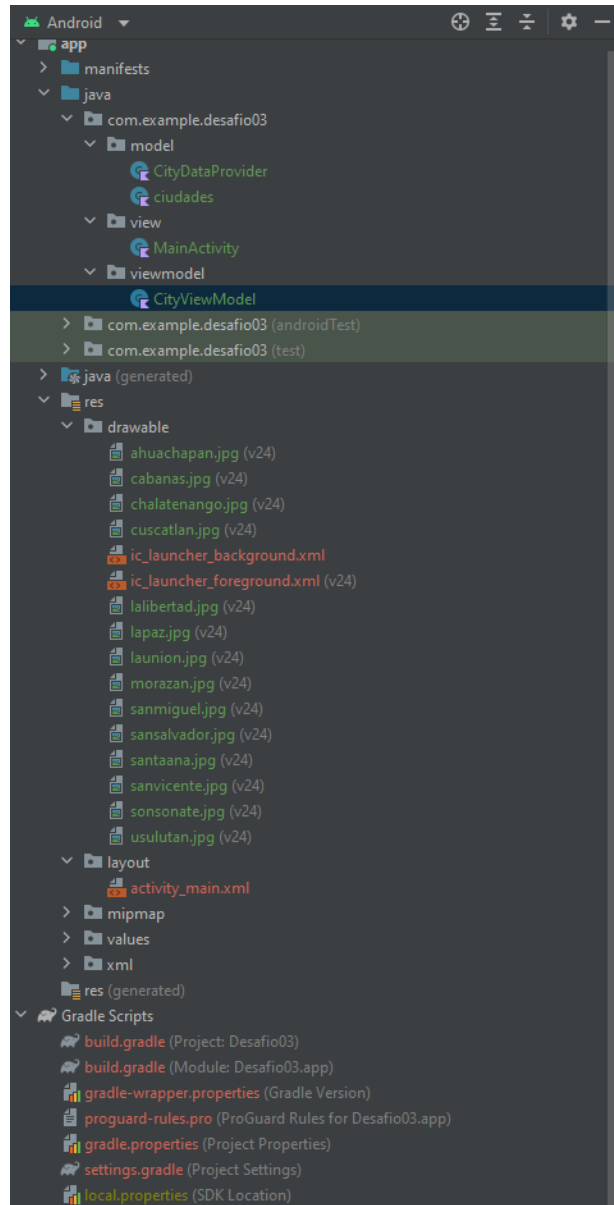 Android
app
manifests
java
com.example.desafio03
model
CityDataProvider
ciudades
view
MainActivity
viewmodel
CityViewModel
com.example.desafio03 (androidTest)
com.example.desafio03 (test)
java (generated)
res
drawable
ahuachapan.jpg (v24)
cabanas.jpg (v24)
chalatenango.jpg (v24)
cuscatlan.jpg (v24)
ic_launcher_background.xml
ic_launcher_foreground.xml (v24)
lalibertad.jpg (v24)
lapaz.jpg (v24)
launion.jpg (v24)
morazan.jpg (v24)
sanmiguel.jpg (v24)
sansalvador.jpg (v24)
santaana.jpg (v24)
sanvicente.jpg (v24)
sonsonate.jpg (v24)
usulutan.jpg (v24)
layout
activity_main.xml
mipmap
values
xml
res (generated)
Gradle Scripts
build.gradle (Project: Desafio03)
build.gradle (Module: Desafio03.app)
gradle-wrapper.properties (Gradle Version)
proguard-rules.pro (ProGuard Rules for Desafio03.app)
gradle.properties (Project Properties)
settings.gradle (Project Settings)
local.properties (SDK Location)